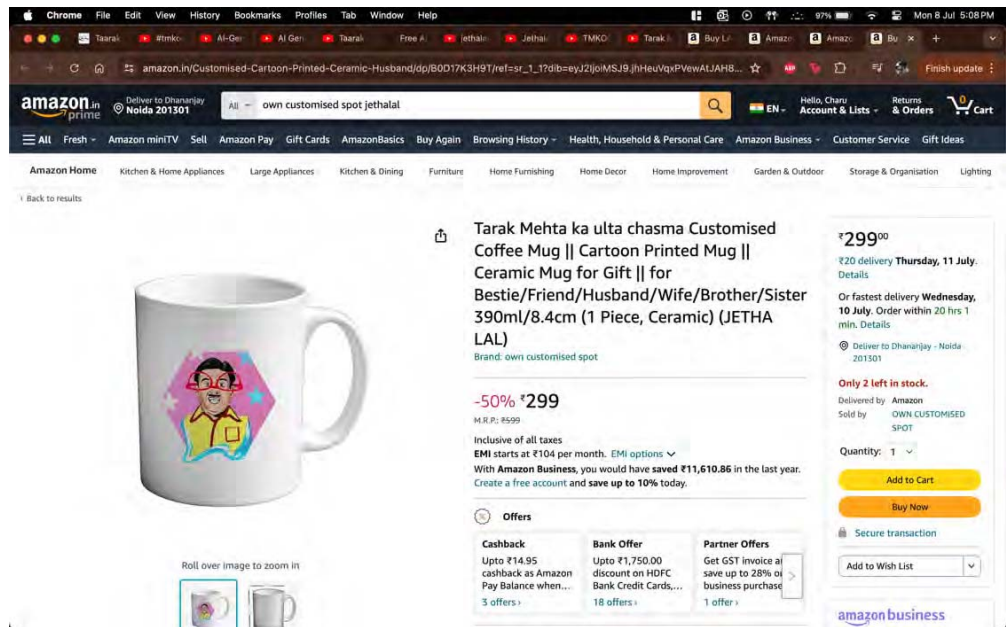 Chrome File Edit View History Bookmarks Profiles Tab Window Help 97% Mon 8 Jul 5:08 PM
Taarak #tmko AI-Gen AI Gen Taarak Free A jethala Jethal TMKO Tarak Buy L Amazo Amazo Bu
amazon.in/Customised-Cartoon-Printed-Ceramic-Husband/dp/B0D17K3H9T/ref=sr_1_1?dib=eyJ2IjoiMSJ9.jhHeuVqxPVewAtJAH8... Finish update
amazon.in prime Deliver to Dhananjay Noida 201301 All own customised spot jethalal EN Hello, Charu Account & Lists Returns & Orders 0 Cart
All Fresh Amazon miniTV Sell Amazon Pay Gift Cards AmazonBasics Buy Again Browsing History Health, Household & Personal Care Amazon Business Customer Service Gift Ideas
Amazon Home Kitchen & Home Appliances Large Appliances Kitchen & Dining Furniture Home Furnishing Home Decor Home Improvement Garden & Outdoor Storage & Organisation Lighting
‹ Back to results
Tarak Mehta ka ulta chasma Customised
Coffee Mug || Cartoon Printed Mug ||
Ceramic Mug for Gift || for
Bestie/Friend/Husband/Wife/Brother/Sister
390ml/8.4cm (1 Piece, Ceramic) (JETHA
LAL)
Brand: own customised spot
-50% ₹299
M.R.P.: ₹599
Inclusive of all taxes
EMI starts at ₹104 per month. EMI options
With Amazon Business, you would have saved ₹11,610.86 in the last year.
Create a free account and save up to 10% today.
Offers
Cashback
Upto ₹14.95
cashback as Amazon
Pay Balance when...
3 offers ›
Bank Offer
Upto ₹1,750.00
discount on HDFC
Bank Credit Cards,...
18 offers ›
Partner Offers
Get GST invoice a
save up to 28% o
business purchase
1 offer ›
Roll over image to zoom in
₹299 00
₹20 delivery Thursday, 11 July.
Details
Or fastest delivery Wednesday,
10 July. Order within 20 hrs 1
min. Details
Deliver to Dhananjay - Noida
201301
Only 2 left in stock.
Delivered by Amazon
Sold by OWN CUSTOMISED
SPOT
Quantity: 1
Add to Cart
Buy Now
Secure transaction
Add to Wish List
amazon business